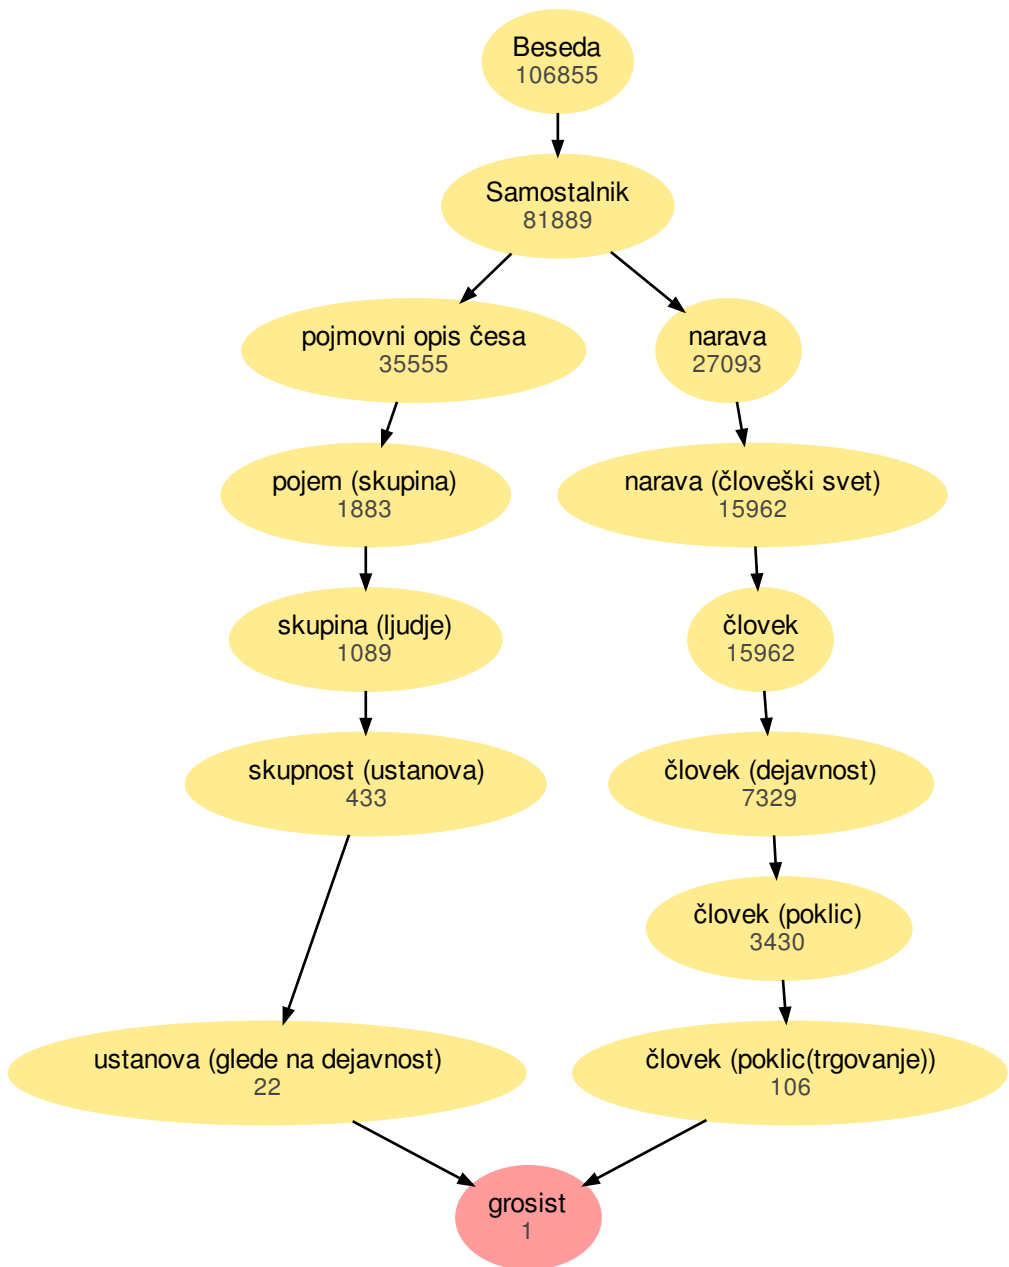 Beseda
106855
Samostalnik
81889
pojmovni opis česa
35555
narava
27093
pojem (skupina)
1883
narava (človeški svet)
15962
skupina (ljudje)
1089
človek
15962
skupnost (ustanova)
433
človek (dejavnost)
7329
človek (poklic)
3430
ustanova (glede na dejavnost)
22
človek (poklic(trgovanje))
106
grosist
1